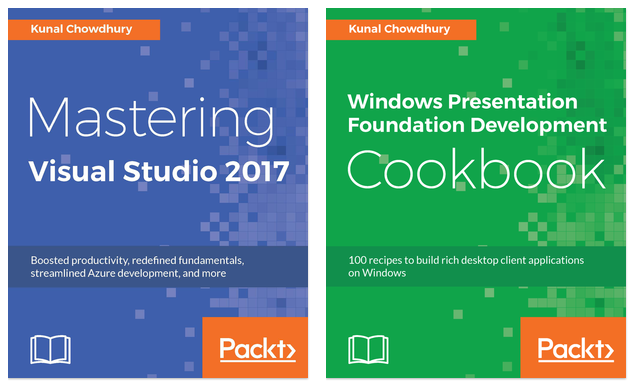 Kunal Chowdhury
Mastering
Visual Studio 2017
Boosted productivity, redefined fundamentals,
streamlined Azure development, and more
Packt>
Kunal Chowdhury
Windows Presentation
Foundation Development
Cookbook
100 recipes to build rich desktop client applications
on Windows
Packt>